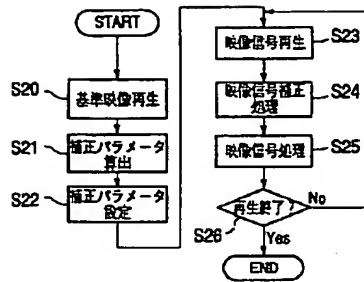 START
S20
基準映像再生
S21
補正パラメータ
算出
S22
補正パラメータ
設定
S23
映像信号再生
S24
映像信号補正
処理
S25
映像信号処理
再生終了?
No
S26
Yes
END